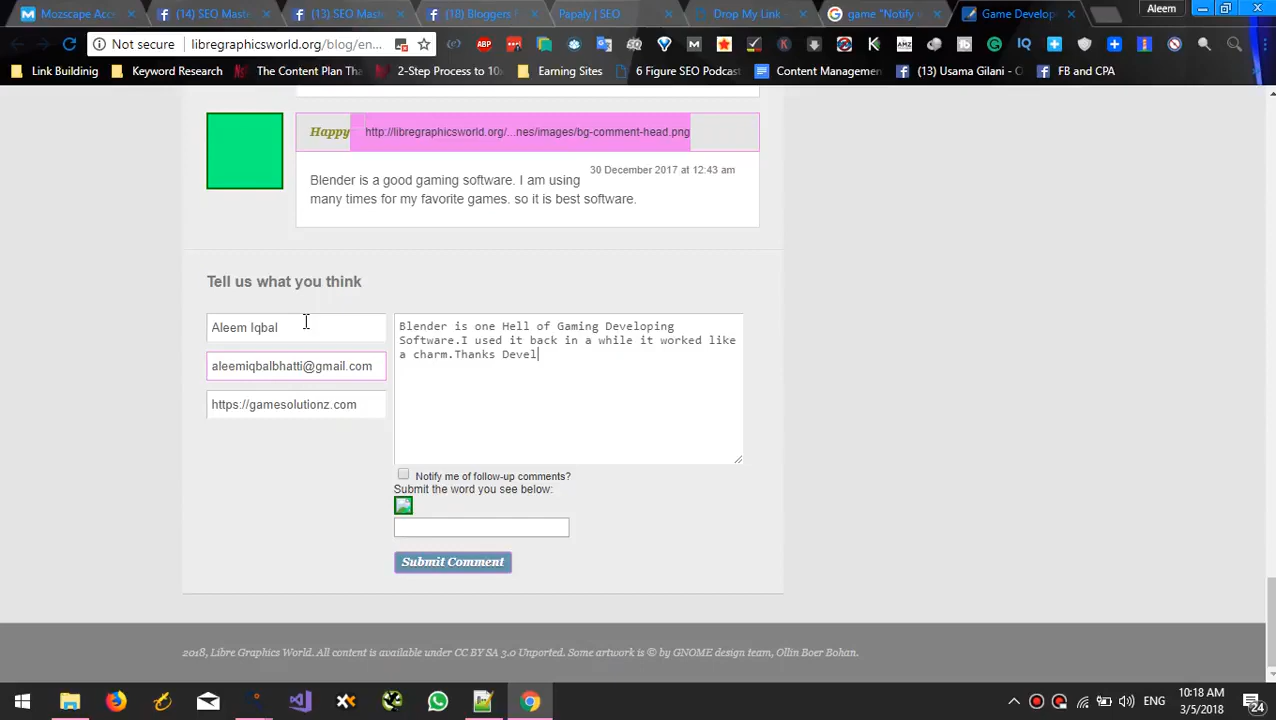 Mozscape Acc
(14) SEO Mast
(13) SEO Mast
(18) Bloggers
Papaly | SEO
Drop My Link
game "Notify
Game Develop
Aleem
Not secure
libregraphicsworld.org/blog/en...
Link Building
Keyword Research
The Content Plan Tha
2-Step Process to 10
Earning Sites
6 Figure SEO Podcast
Content Managemen
(13) Usama Gilani - O
FB and CPA
Happy
http://libregraphicsworld.org/...nes/images/bg-comment-head.png
30 December 2017 at 12:43 am
Blender is a good gaming software. I am using
many times for my favorite games. so it is best software.
Tell us what you think
Aleem Iqbal
aleemiqbalbhatti@gmail.com
https://gamesolutionz.com
Blender is one Hell of Gaming Developing
Software.I used it back in a while it worked like
a charm.Thanks Devel
Notify me of follow-up comments?
Submit the word you see below:
Submit Comment
2018, Libre Graphics World. All content is available under CC BY SA 3.0 Unported. Some artwork is © by GNOME design team, Ollin Boer Bohan.
ENG
10:18 AM
3/5/2018
24